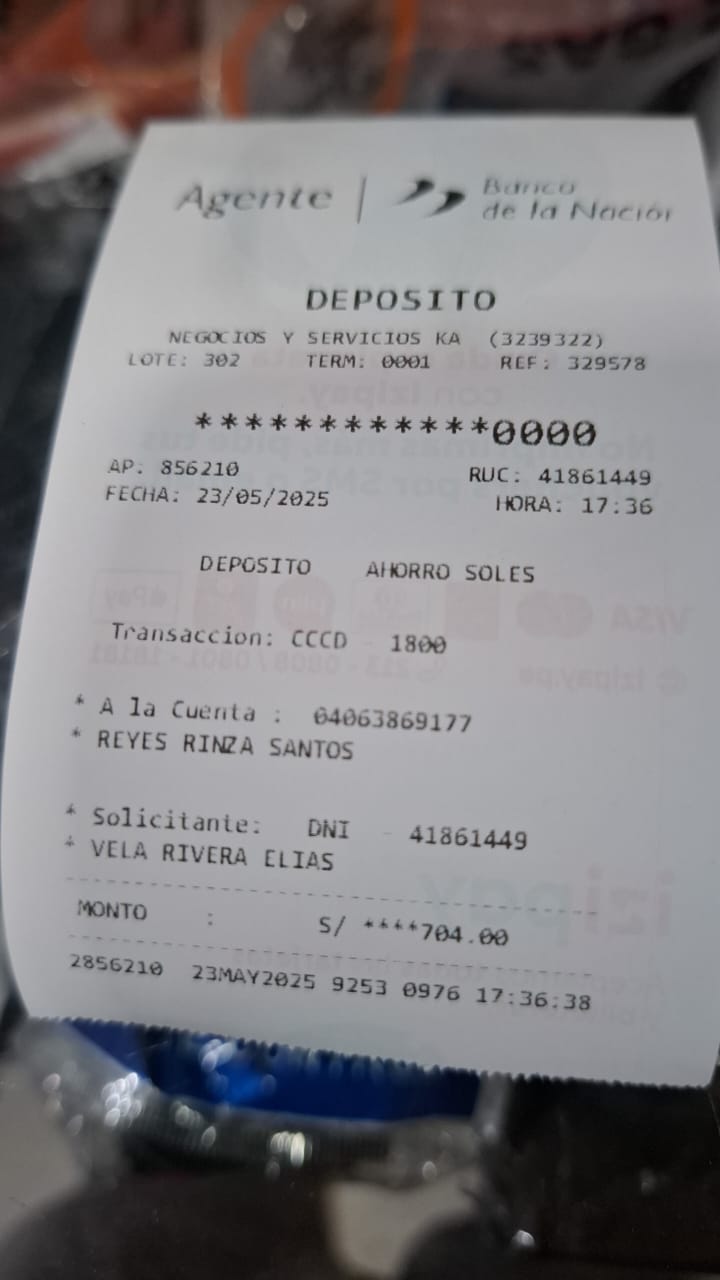 Agente | Banco
de la Nación
DEPOSITO
NEGOCIOS Y SERVICIOS KA (3239322)
LOTE: 302 TERM: 0001 REF: 329578
************0000
AP: 856210 RUC: 41861449
FECHA: 23/05/2025 HORA: 17:36
DEPOSITO AHORRO SOLES
Transaccion: CCCD 1800
* A la Cuenta : 04063869177
* REYES RINZA SANTOS
* Solicitante: DNI - 41861449
* VELA RIVERA ELIAS
MONTO : S/ ****704.00
2856210 23MAY2025 9253 0976 17:36:38